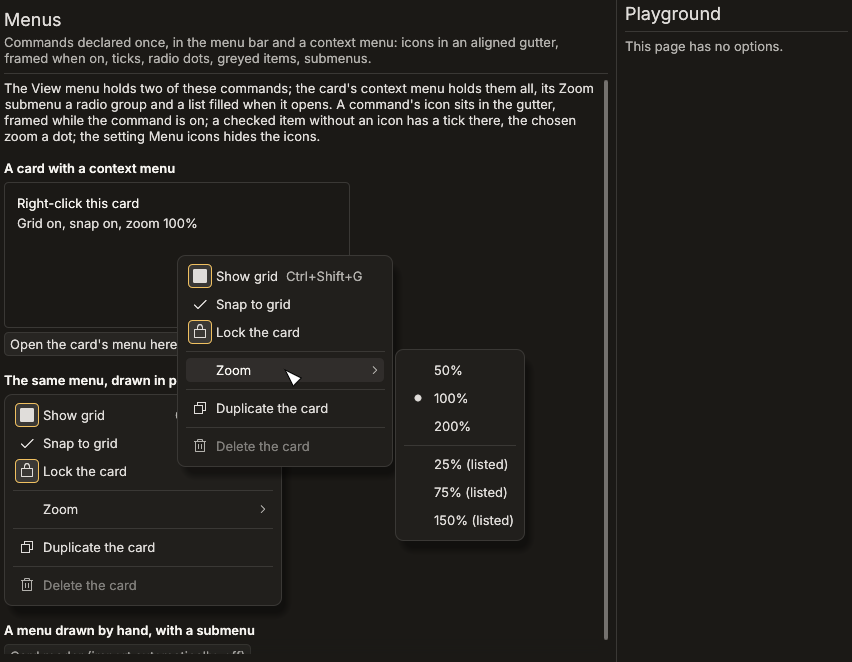 Menus
Commands declared once, in the menu bar and a context menu: icons in an aligned gutter,
framed when on, ticks, radio dots, greyed items, submenus.
The View menu holds two of these commands; the card's context menu holds them all, its Zoom
submenu a radio group and a list filled when it opens. A command's icon sits in the gutter,
framed while the command is on; a checked item without an icon has a tick there, the chosen
zoom a dot; the setting Menu icons hides the icons.
A card with a context menu
Right-click this card
Grid on, snap on, zoom 100%
Show grid Ctrl+Shift+G
Snap to grid
Lock the card
Zoom
Duplicate the card
Delete the card
50%
100%
200%
25% (listed)
75% (listed)
150% (listed)
Open the card's menu here
The same menu, drawn in
Show grid
Snap to grid
Lock the card
Zoom
Duplicate the card
Delete the card
A menu drawn by hand, with a submenu
Playground
This page has no options.